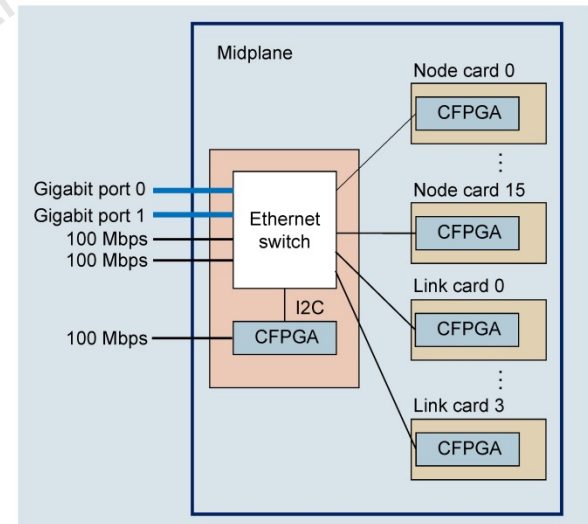 Midplane
Node card 0
CFPGA
Node card 15
CFPGA
Gigabit port 0
Gigabit port 1
100 Mbps
100 Mbps
Ethernet
switch
Link card 0
CFPGA
I2C
100 Mbps
CFPGA
Link card 3
CFPGA